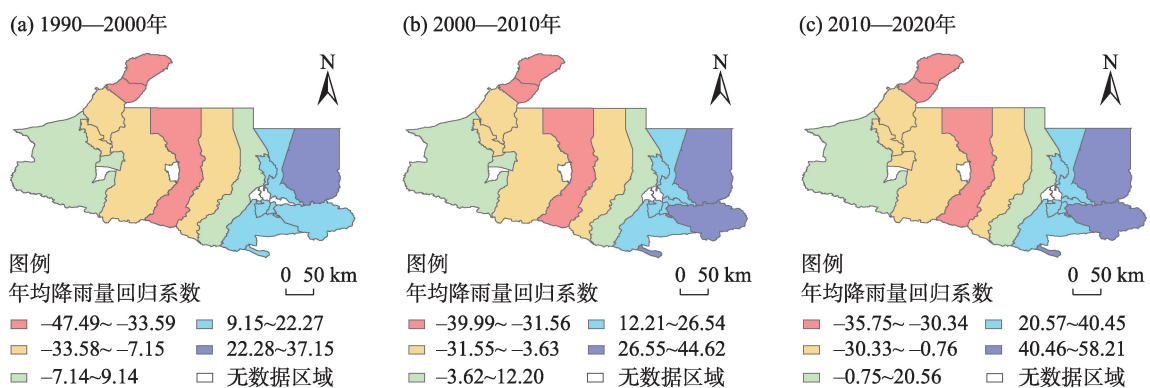 (a) 1990—2000年
N
图例
年均降雨量回归系数
0 50 km
–47.49~ –33.59
–33.58~ –7.15
–7.14~9.14
9.15~22.27
22.28~37.15
无数据区域
(b) 2000—2010年
N
图例
年均降雨量回归系数
0 50 km
–39.99~ –31.56
–31.55~ –3.63
–3.62~12.20
12.21~26.54
26.55~44.62
无数据区域
(c) 2010—2020年
N
图例
年均降雨量回归系数
0 50 km
–35.75~ –30.34
–30.33~ –0.76
–0.75~20.56
20.57~40.45
40.46~58.21
无数据区域